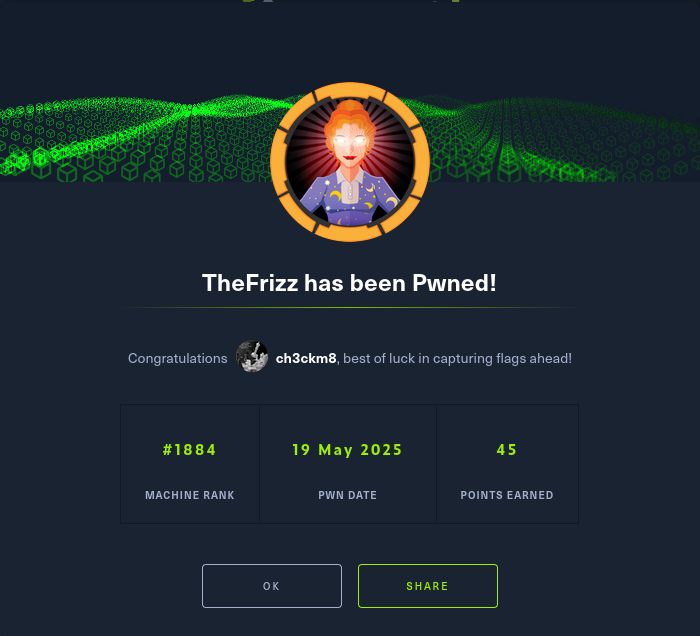 TheFrizz has been Pwned!
Congratulations ch3ckm8, best of luck in capturing flags ahead!
#1884 19 May 2025 45
MACHINE RANK PWN DATE POINTS EARNED
OK SHARE